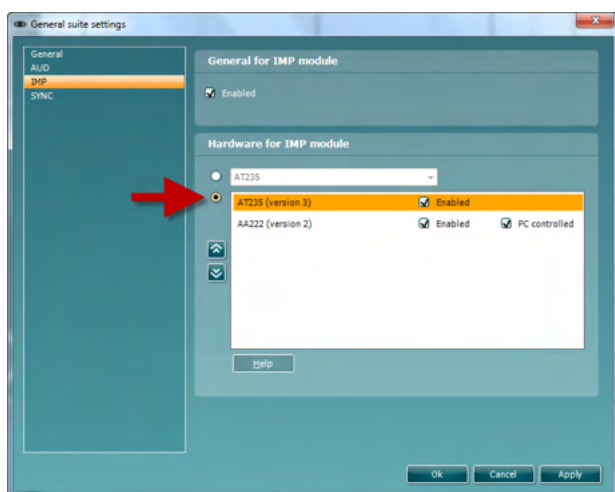 General suite settings
General
AUD
IMP
SYNC
General for IMP module
Enabled
Hardware for IMP module
AT235
AT235 (version 3) Enabled
AA222 (version 2) Enabled PC controlled
Help
Ok Cancel Apply